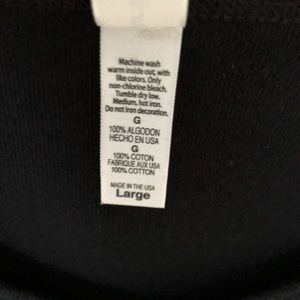 Machine wash
warm inside out, with
like colors. Only
non-chlorine bleach.
Tumble dry low.
Medium, hot iron.
Do not iron decoration.
G
100% ALGODON
HECHO EN USA
G
100% COTON
FABRIQUE AUX USA
100% COTTON
MADE IN THE USA
Large